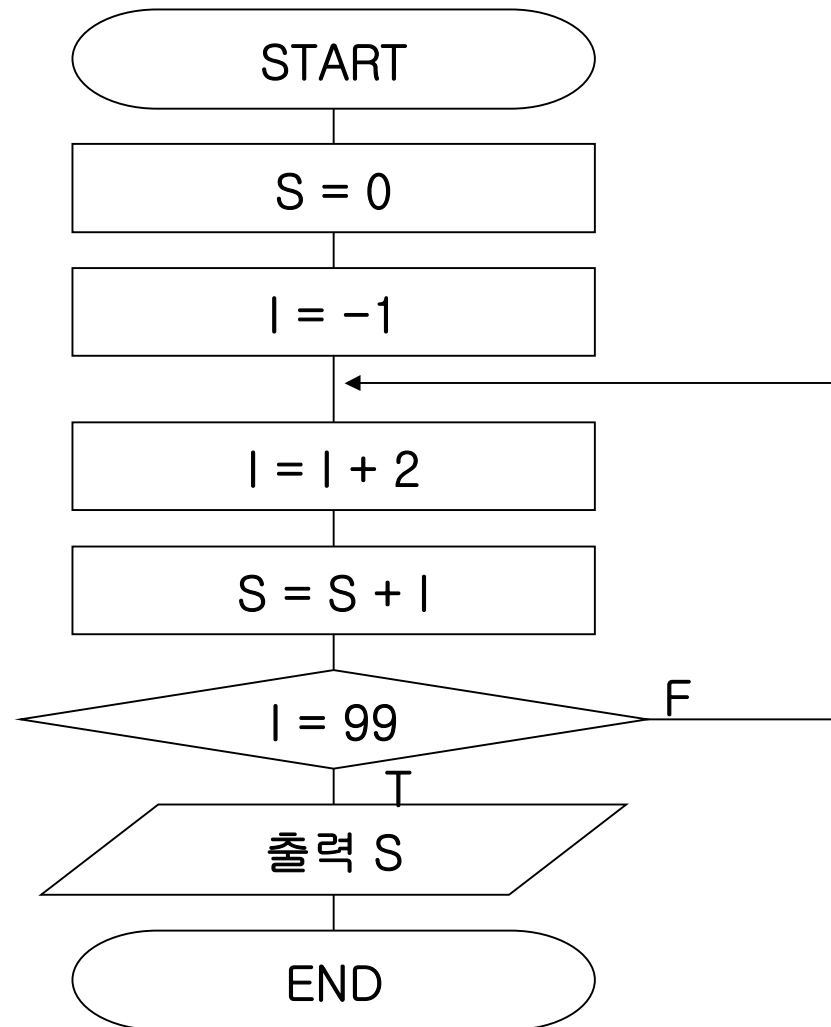 START
S = 0
I = -1
I = I + 2
S = S + I
I = 99
F
T
출력 S
END